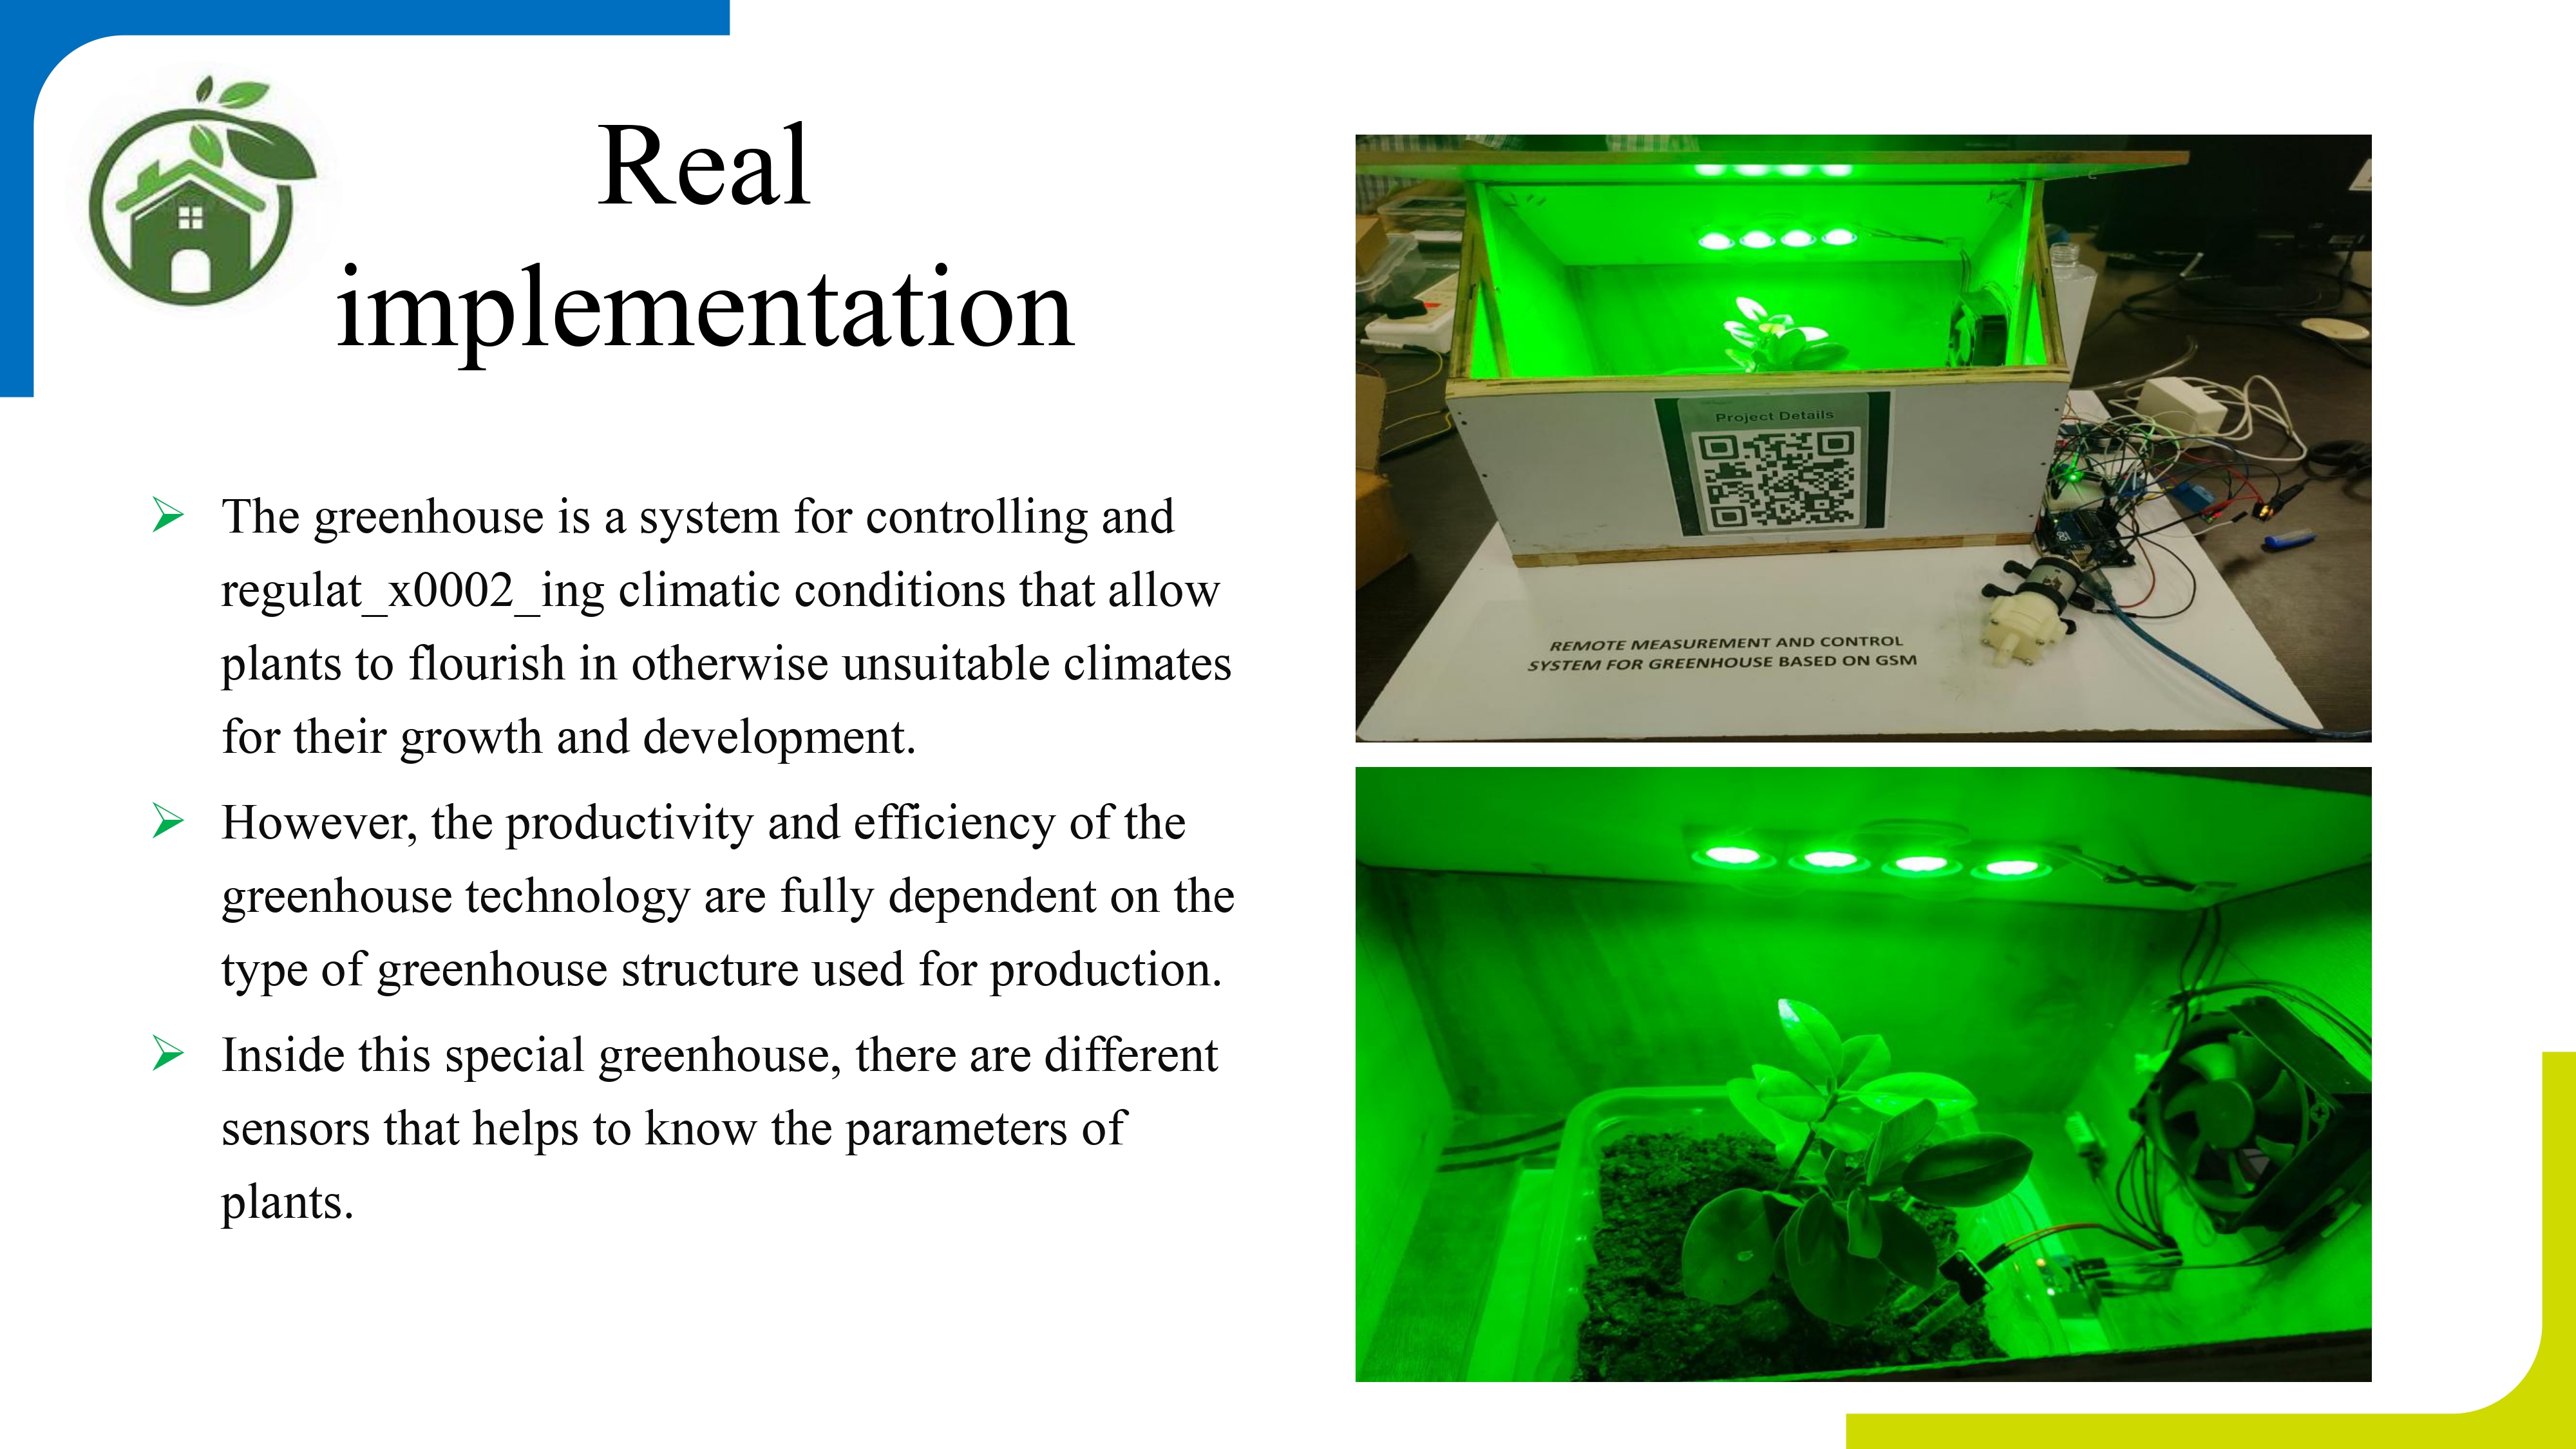 Real
implementation
The greenhouse is a system for controlling and
regulat_x0002_ing climatic conditions that allow
plants to flourish in otherwise unsuitable climates
for their growth and development.
However, the productivity and efficiency of the
greenhouse technology are fully dependent on the
type of greenhouse structure used for production.
Inside this special greenhouse, there are different
sensors that helps to know the parameters of
plants.
Project Details
REMOTE MEASUREMENT AND CONTROL
SYSTEM FOR GREENHOUSE BASED ON GSM